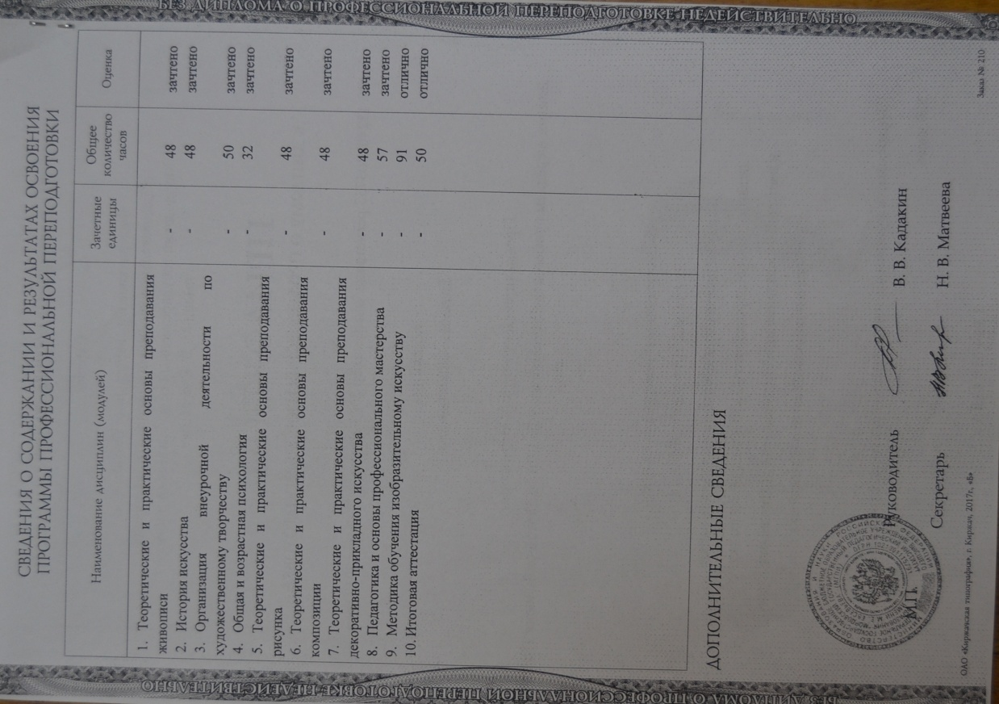 БЕЗ ДИПЛОМА О ПРОФЕССИОНАЛЬНОЙ ПЕРЕПОДГОТОВКЕ НЕДЕЙСТВИТЕЛЬНО
СВЕДЕНИЯ О СОДЕРЖАНИИ И РЕЗУЛЬТАТАХ ОСВОЕНИЯ
ПРОГРАММЫ ПРОФЕССИОНАЛЬНОЙ ПЕРЕПОДГОТОВКИ
Наименование дисциплин (модулей) Зачетные единицы Общее количество часов Оценка
1. Теоретические и практические основы преподавания
живописи - 48 зачтено
2. История искусства - 48 зачтено
3. Организация внеурочной деятельности по
художественному творчеству - 50 зачтено
4. Общая и возрастная психология - 32 зачтено
5. Теоретические и практические основы преподавания
рисунка - 48 зачтено
6. Теоретические и практические основы преподавания
композиции - 48 зачтено
7. Теоретические и практические основы преподавания
декоративно-прикладного искусства - 48 зачтено
8. Педагогика и основы профессионального мастерства - 57 зачтено
9. Методика обучения изобразительному искусству - 91 отлично
10. Итоговая аттестация - 50 отлично
ДОПОЛНИТЕЛЬНЫЕ СВЕДЕНИЯ
Руководитель В. В. Кадакин
М.П.
Секретарь Н. В. Матвеева
ОАО «Киржачская типография», г. Киржач, 2017г, «Б»
Заказ № 210
БЕЗ ДИПЛОМА О ПРОФЕССИОНАЛЬНОЙ ПЕРЕПОДГОТОВКЕ НЕДЕЙСТВИТЕЛЬНО